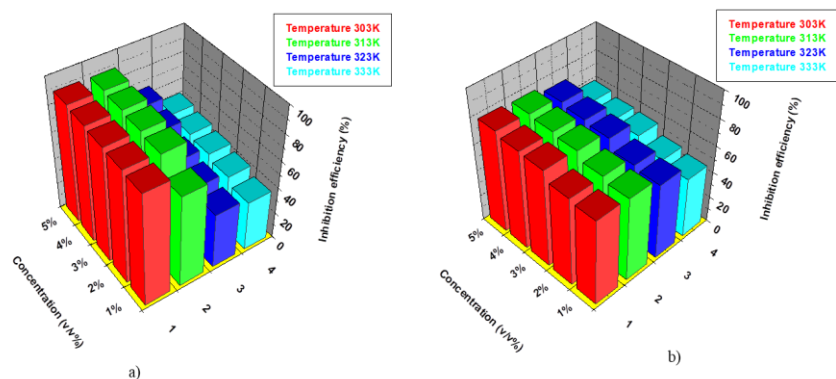 Temperature 303K
Temperature 313K
Temperature 323K
Temperature 333K
100
80
60
40
20
0
Inhibition efficiency (%)
5%
4%
3%
2%
1%
Concentration (v/v%)
1
2
3
4
a)
Temperature 303K
Temperature 313K
Temperature 323K
Temperature 333K
100
80
60
40
20
0
Inhibition efficiency (%)
5%
4%
3%
2%
1%
Concentration (v/v%)
1
2
3
4
b)